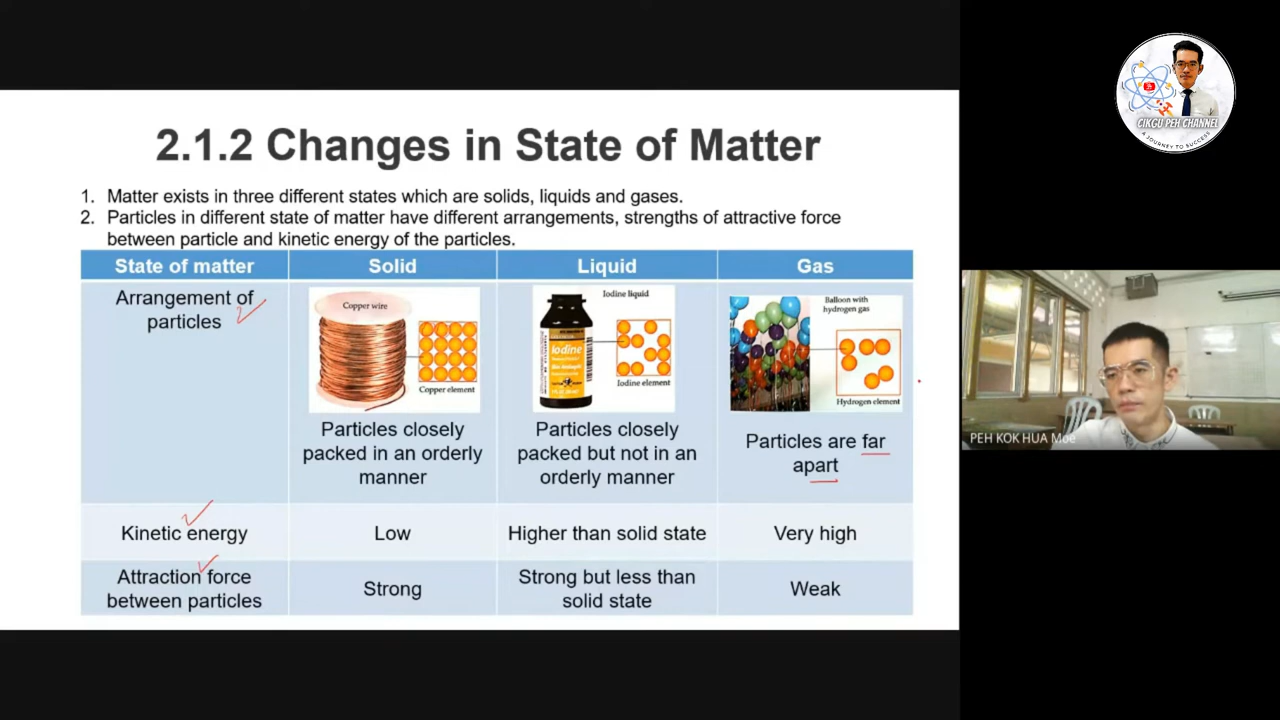 2.1.2 Changes in State of Matter
1. Matter exists in three different states which are solids, liquids and gases.
2. Particles in different state of matter have different arrangements, strengths of attractive force
between particle and kinetic energy of the particles.
State of matter
Solid
Liquid
Gas
Arrangement of
particles
Copper wire
Copper element
Particles closely
packed in an orderly
manner
Iodine liquid
Iodine
Iodine element
Particles closely
packed but not in an
orderly manner
Balloon with
hydrogen gas
Hydrogen element
Particles are far
apart
Kinetic energy
Low
Higher than solid state
Very high
Attraction force
between particles
Strong
Strong but less than
solid state
Weak
CIKGU PEH CHANNEL
A JOURNEY TO SUCCESS
PEH KOK HUA Moe